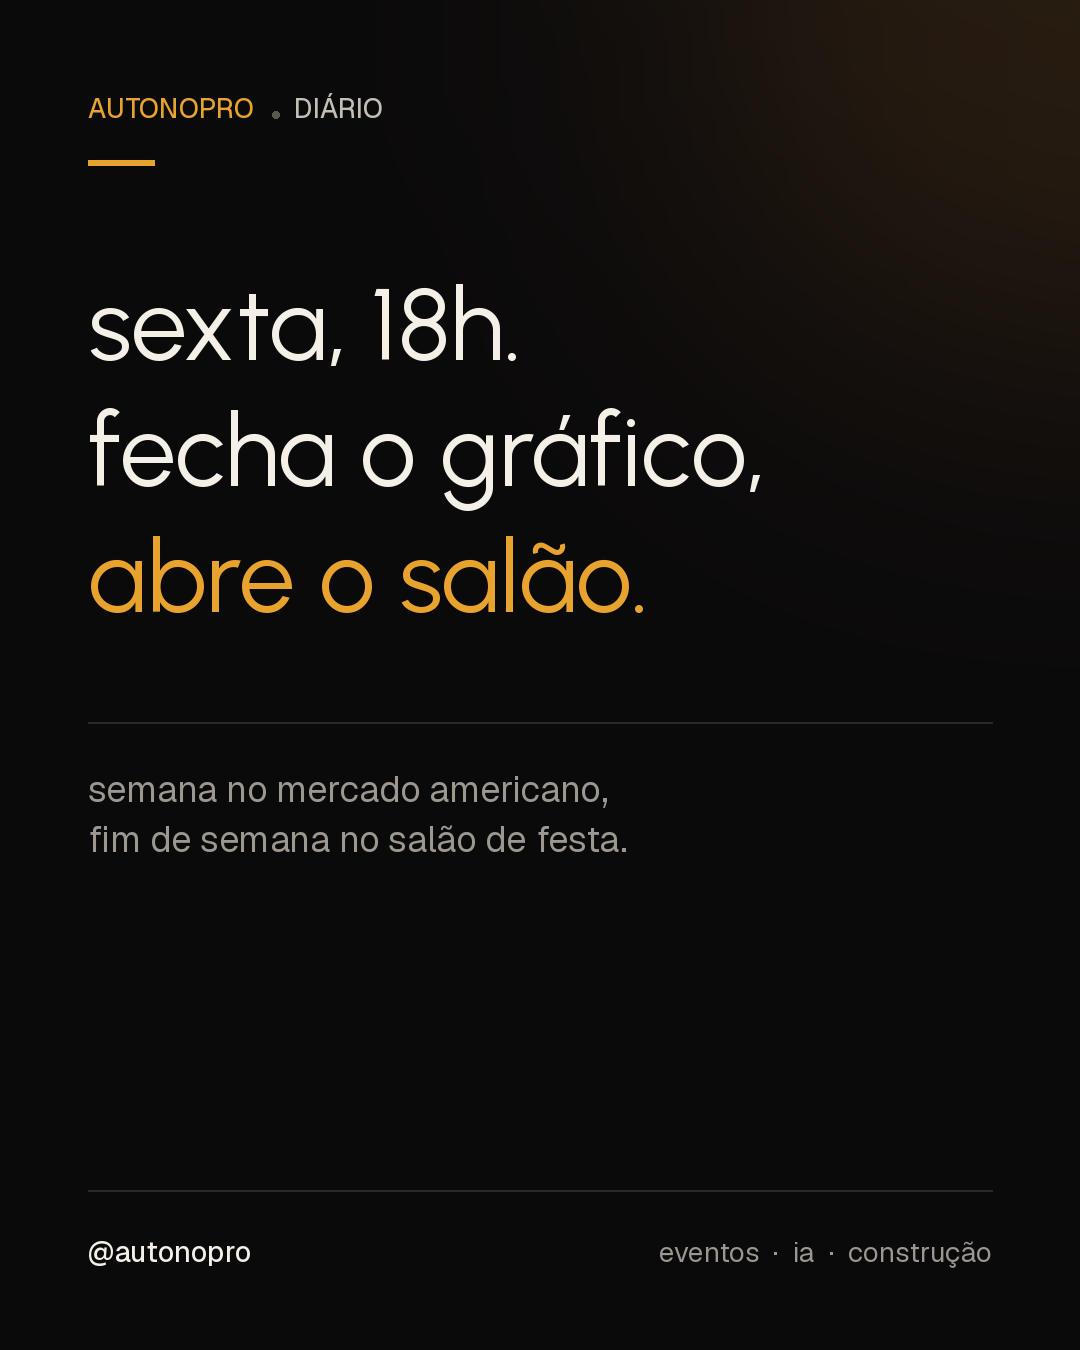 AUTONOPRO • DIÁRIO
sexta, 18h.
fecha o gráfico,
abre o salão.
semana no mercado americano,
fim de semana no salão de festa.
@autonopro
eventos · ia · construção